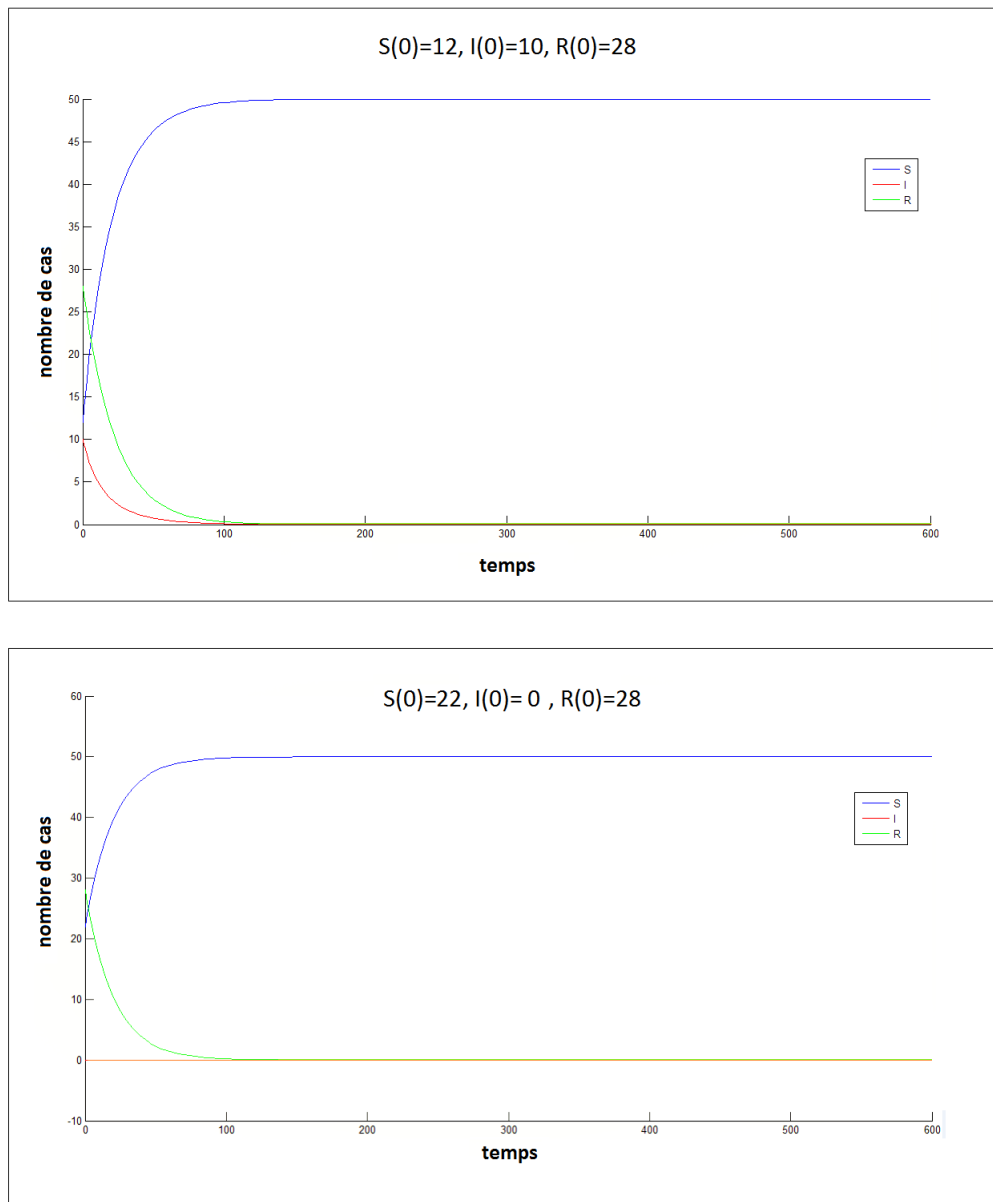 S(0)=12, I(0)=10, R(0)=28
50
45
40
35
30
25
20
15
10
5
0
nombre de cas
S
I
R
0 100 200 300 400 500 600
temps
S(0)=22, I(0)= 0 , R(0)=28
60
50
40
30
20
10
0
-10
nombre de cas
S
I
R
0 100 200 300 400 500 600
temps